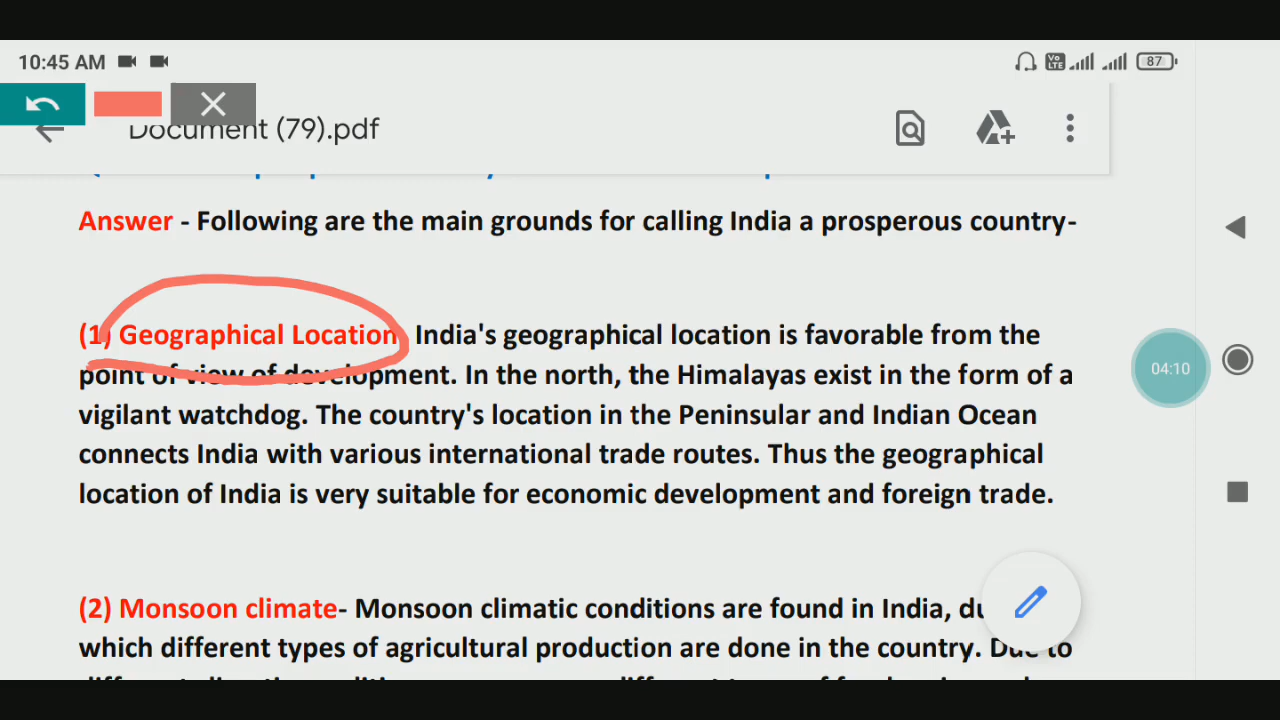 10:45 AM
Vo LTE 87
Document (79).pdf
Answer - Following are the main grounds for calling India a prosperous country-
(1) Geographical Location India's geographical location is favorable from the
point of view of development. In the north, the Himalayas exist in the form of a
04:10
vigilant watchdog. The country's location in the Peninsular and Indian Ocean
connects India with various international trade routes. Thus the geographical
location of India is very suitable for economic development and foreign trade.
(2) Monsoon climate- Monsoon climatic conditions are found in India,
which different types of agricultural production are done in the country. Due to